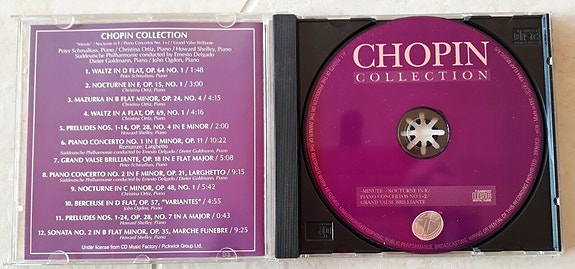 CHOPIN COLLECTION
"Minute" / Nocturne in F / Piano Concertos No. 1+2 / Grand Valse Brillante
Peter Schmalfuss, Piano / Christina Ortiz, Piano / Howard Shelley, Piano
Süddeutsche Philharmonie conducted by Ernesto Delgado
Dieter Goldmann, Piano / John Ogdon, Piano
1. WALTZ IN D FLAT, OP. 64 NO. 1 / 1:48
Peter Schmalfuss, Piano
2. NOCTURNE IN F, OP. 15, NO. 1 / 3:00
Christina Ortiz, Piano
3. MAZURKA IN B FLAT MINOR, OP. 24, NO. 4 / 4:15
Christina Ortiz, Piano
4. WALTZ IN A FLAT, OP. 69, NO. 1 / 4:16
Christina Ortiz, Piano
5. PRELUDES NOS. 1-14, OP. 28, NO. 4 IN E MINOR / 2:00
Howard Shelley, Piano
6. PIANO CONCERTO NO. 1 IN E MINOR, OP. 11 / 10:22
Romanze: Larghetto
Süddeutsche Philharmonie conducted by Ernesto Delgado / Dieter Goldmann, Piano
7. GRAND VALSE BRILLANTE, OP. 18 IN E FLAT MAJOR / 5:08
Peter Schmalfuss, Piano
8. PIANO CONCERTO NO. 2 IN F MINOR, OP. 21, LARGHETTO / 9:15
Süddeutsche Philharmonie conducted by Ernesto Delgado / Dieter Goldmann, Piano
9. NOCTURNE IN C MINOR, OP. 48, NO. 1 / 5:42
Christina Ortiz, Piano
10. BERCEUSE IN D FLAT, OP. 57, "VARIANTES" / 4:55
John Ogdon, Piano
11. PRELUDES NOS. 1-24, OP. 28, NO. 7 IN A MAJOR / 0:43
Howard Shelley, Piano
12. SONATA NO. 2 IN B FLAT MINOR, OP. 35, MARCHE FUNEBRE / 9:25
Howard Shelley, Piano
Under license from CD Music Factory / Pickwick Group Ltd.
CHOPIN
COLLECTION
»MINUTE« / NOCTURNE IN F /
PIANO CONCERTOS NO 1+2 /
GRAND VALSE BRILLANTE
COMPACT
disc
DIGITAL AUDIO